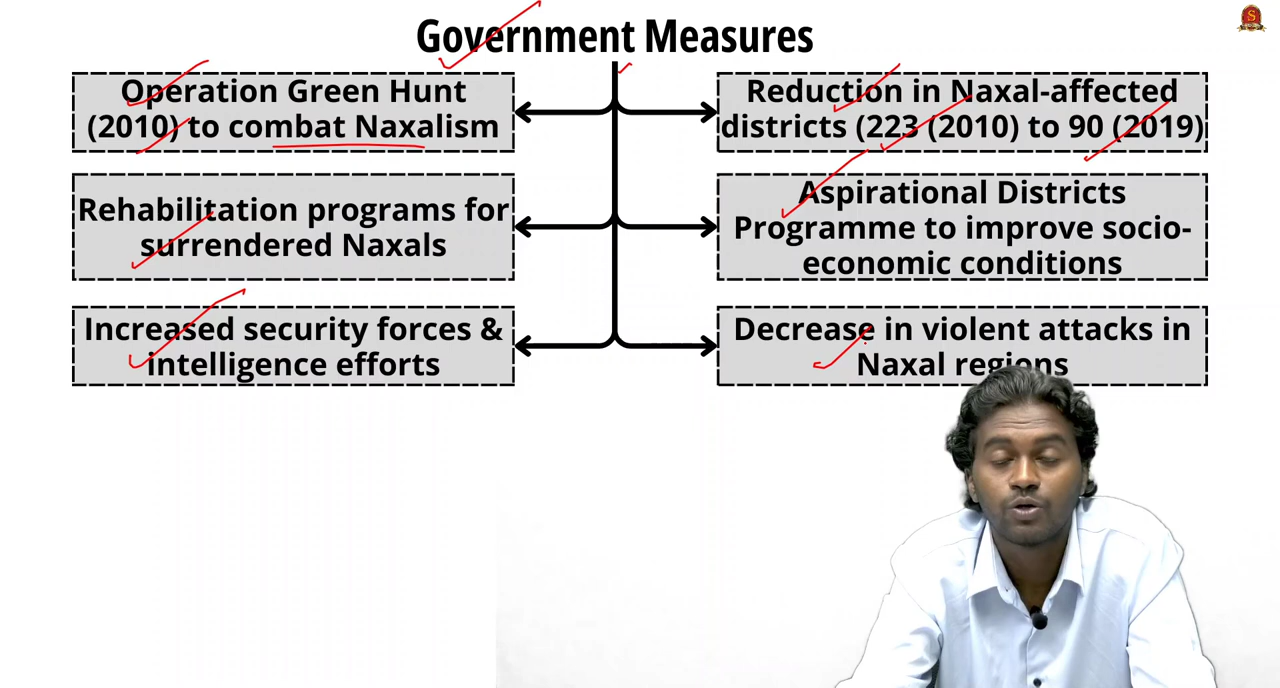 Government Measures
Operation Green Hunt
(2010) to combat Naxalism
Rehabilitation programs for
surrendered Naxals
Increased security forces &
intelligence efforts
Reduction in Naxal-affected
districts (223 (2010) to 90 (2019)
Aspirational Districts
Programme to improve socio-
economic conditions
Decrease in violent attacks in
Naxal regions